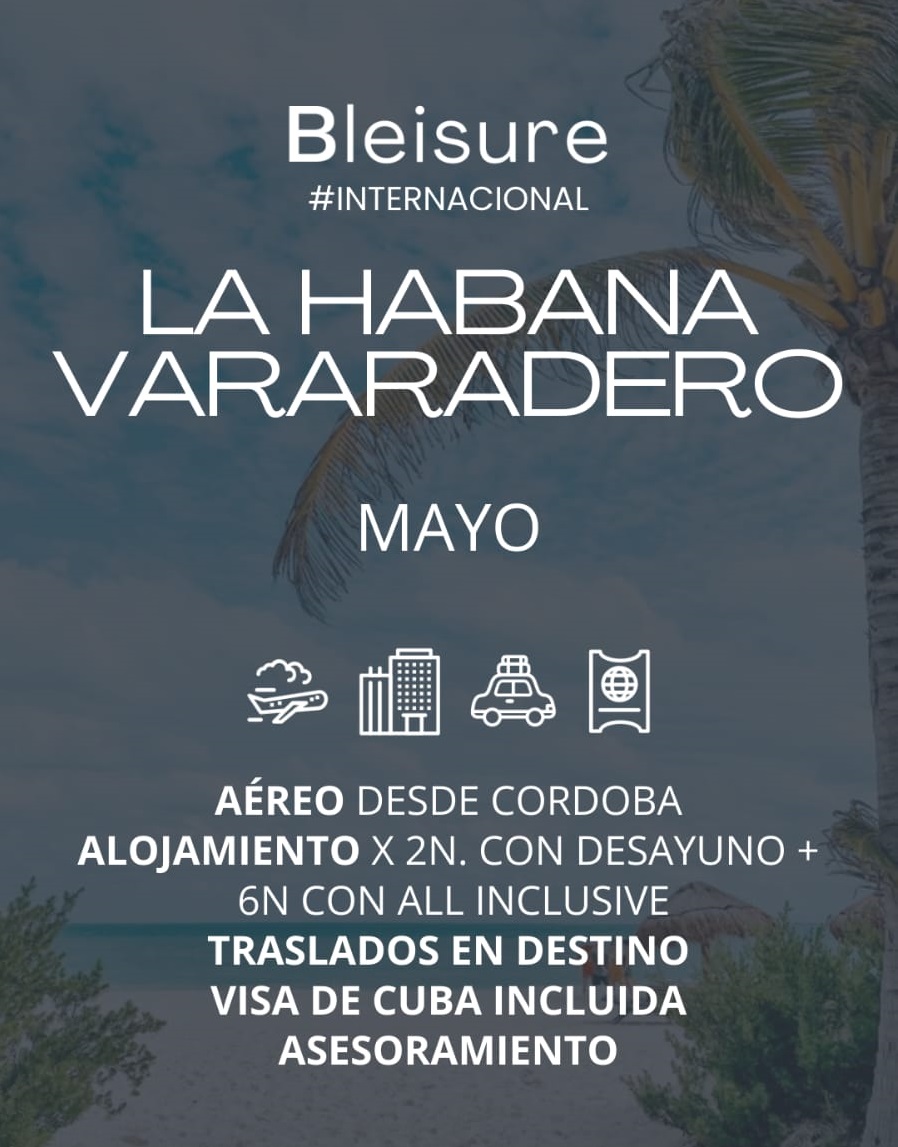 Bleisure
#INTERNACIONAL
LA HABANA
VARARADERO
MAYO
AÉREO DESDE CORDOBA
ALOJAMIENTO X 2N. CON DESAYUNO +
6N CON ALL INCLUSIVE
TRASLADOS EN DESTINO
VISA DE CUBA INCLUIDA
ASESORAMIENTO